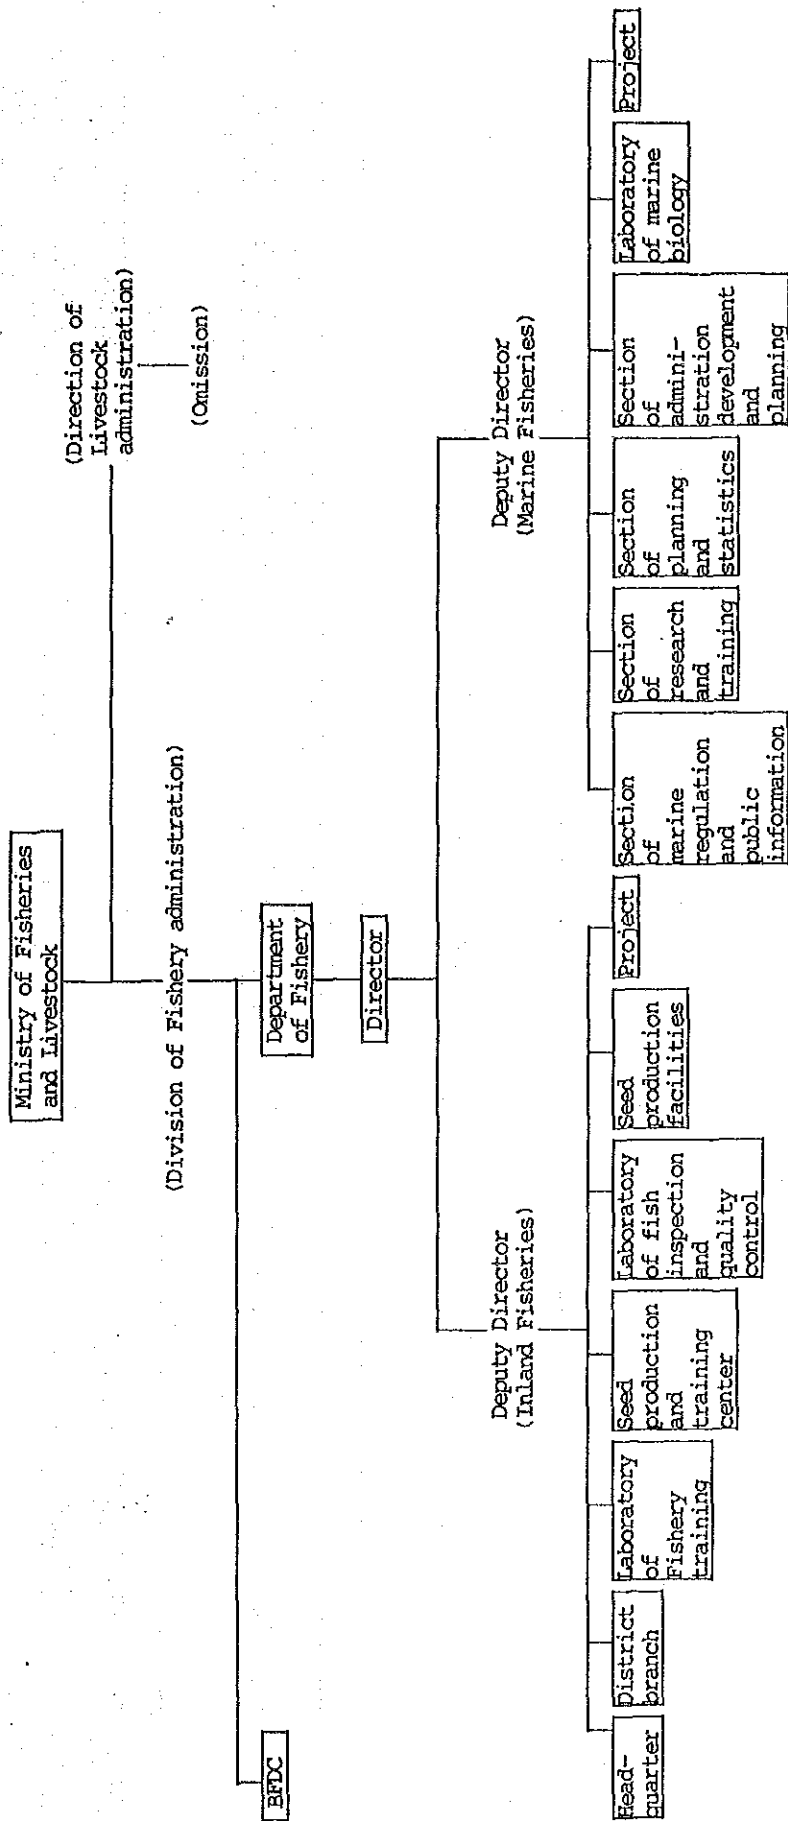 Ministry of Fisheries
and Livestock
(Direction of
Livestock
administration)
(Omission)
(Division of Fishery administration)
BFDC
Department
of Fishery
Director
Deputy Director
(Inland Fisheries)
Deputy Director
(Marine Fisheries)
Head-
quarter
District
branch
Laboratory
of
Fishery
training
Seed
production
and
training
center
Laboratory
of fish
inspection
and
quality
control
Seed
production
facilities
Project
Section
of
marine
regulation
and
public
information
Section
of
research
and
training
Section
of
planning
and
statistics
Section
of
admini-
stration
development
and
planning
Laboratory
of marine
biology
Project